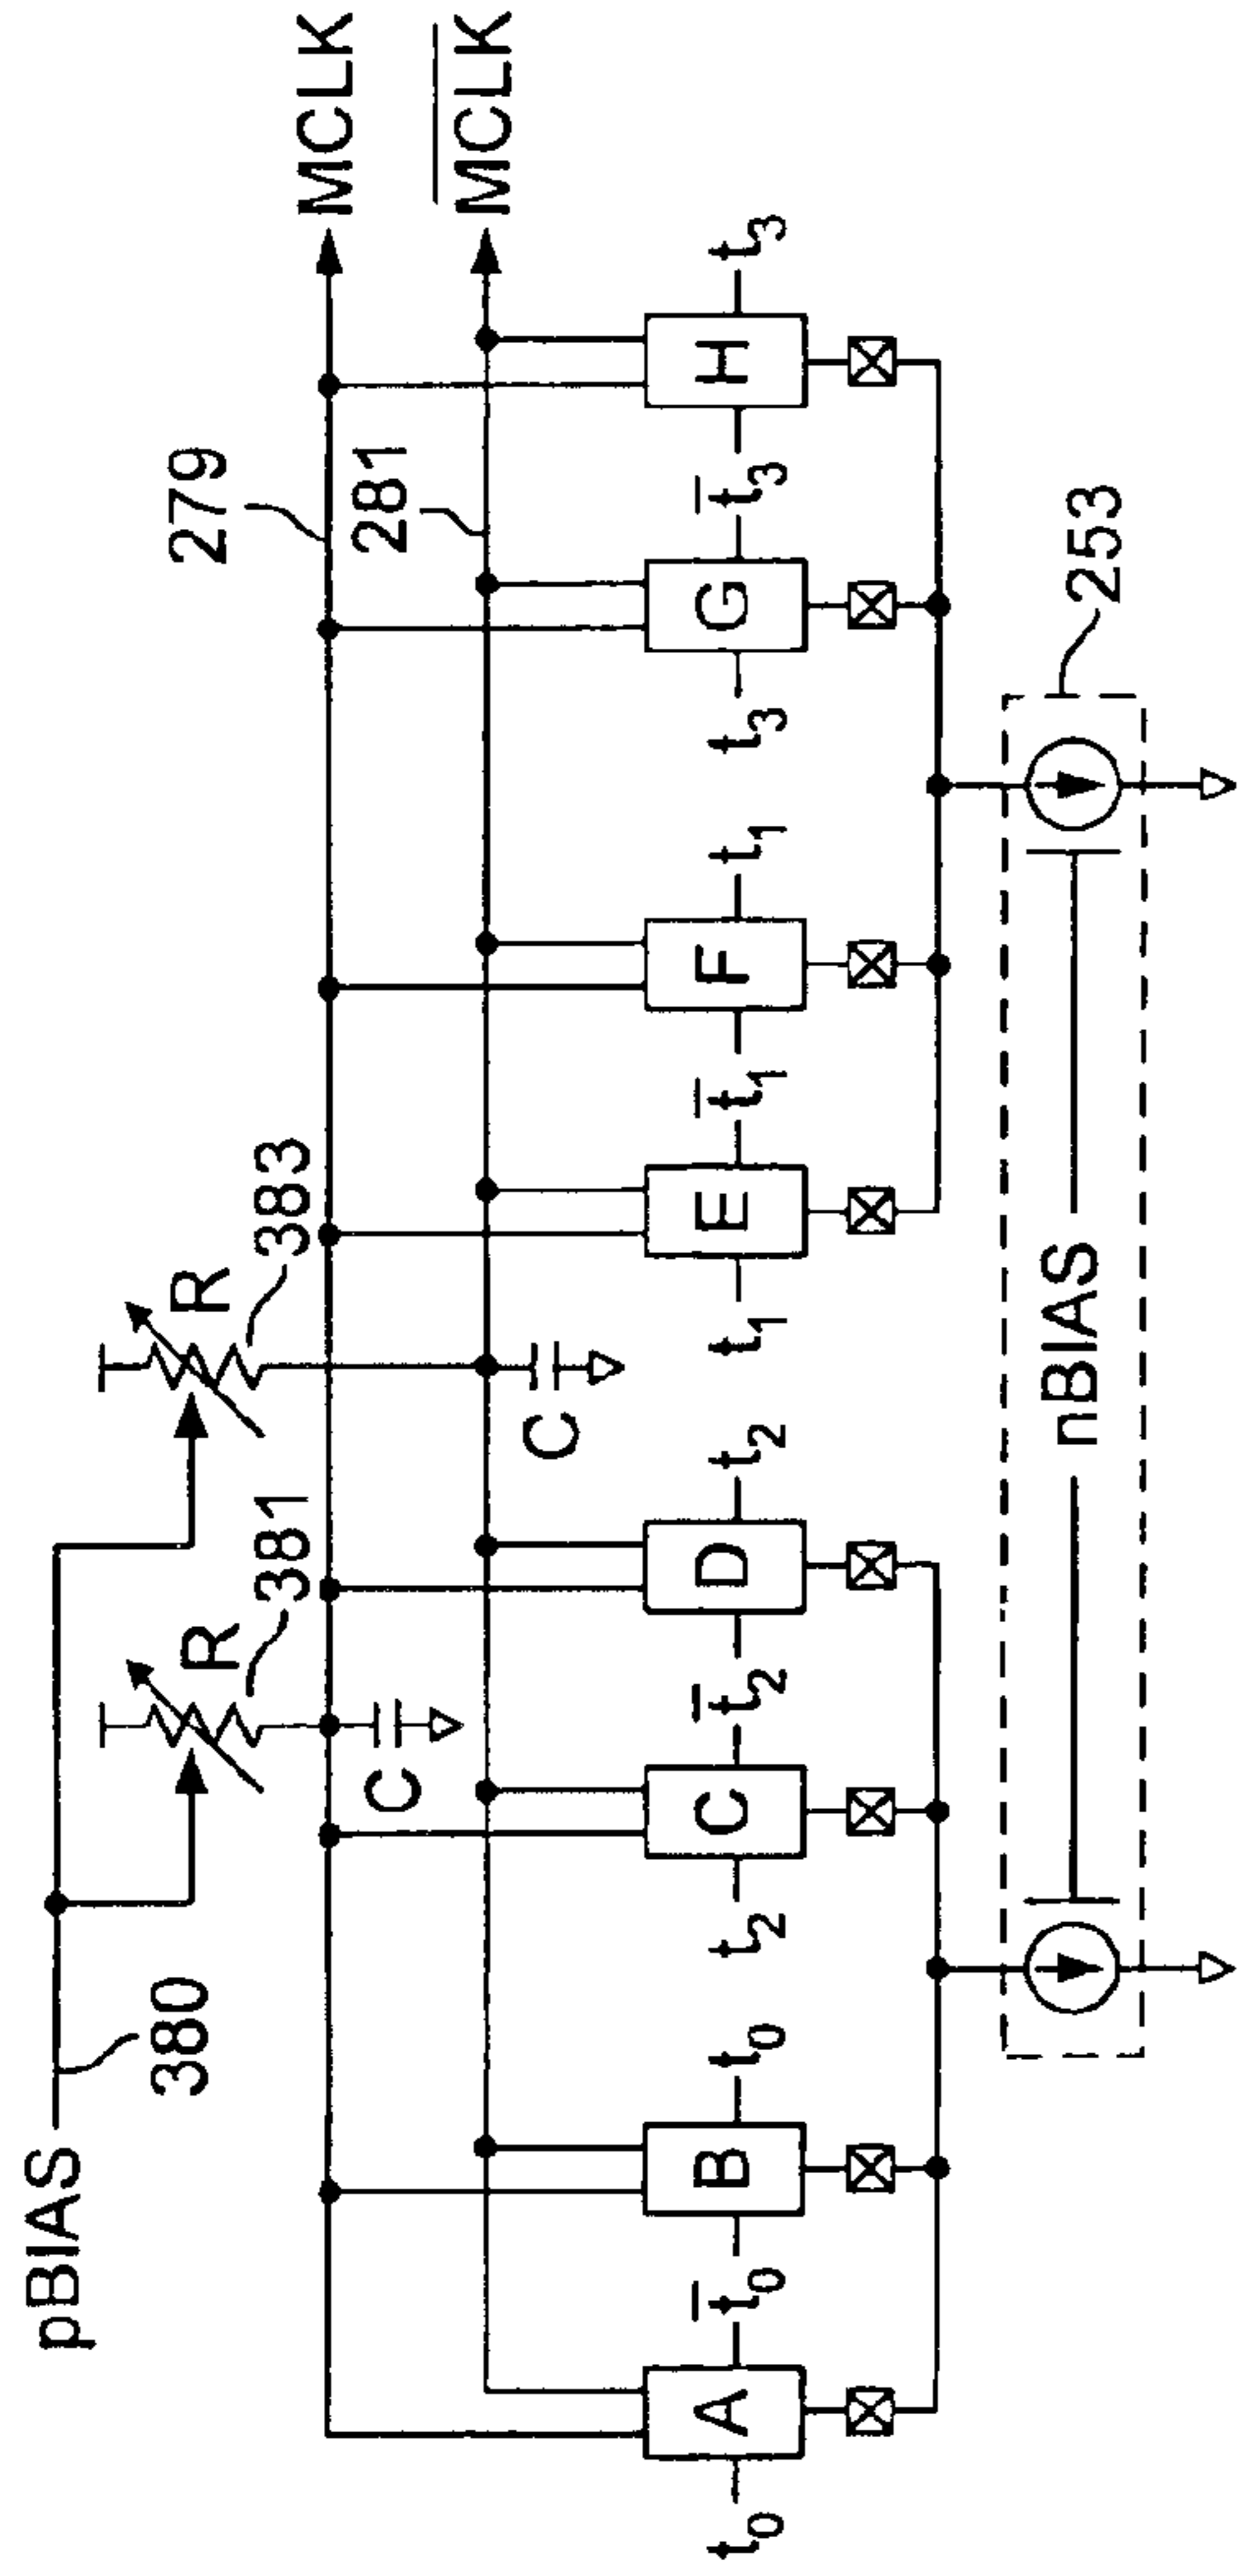 pBIAS
380
R
381
R
383
279
MCLK
281
M̅C̅L̅K̅
C
C
A
B
C
D
E
F
G
H
t₀
t̅₀
t₀
t₂
t̅₂
t₂
t₁
t̅₁
t₁
t₃
t̅₃
t₃
nBIAS
253